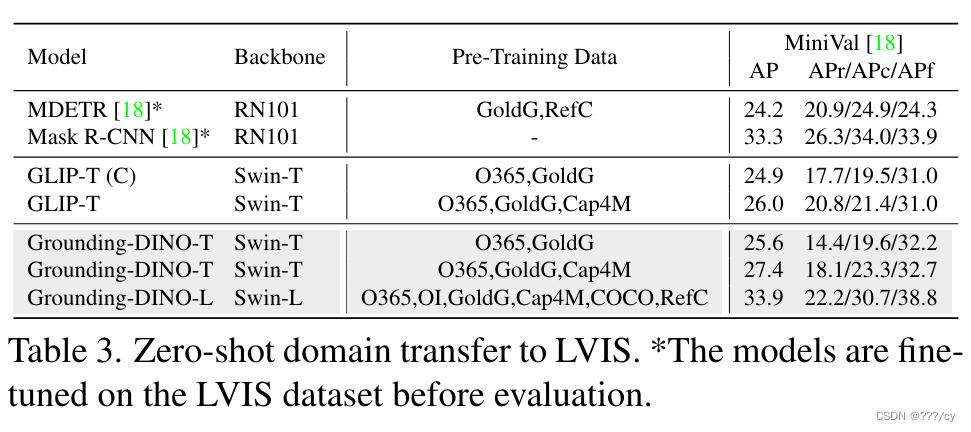 Model Backbone Pre-Training Data MiniVal [18]
AP APr/APc/APf
MDETR [18]* RN101 GoldG,RefC 24.2 20.9/24.9/24.3
Mask R-CNN [18]* RN101 - 33.3 26.3/34.0/33.9
GLIP-T (C) Swin-T O365,GoldG 24.9 17.7/19.5/31.0
GLIP-T Swin-T O365,GoldG,Cap4M 26.0 20.8/21.4/31.0
Grounding-DINO-T Swin-T O365,GoldG 25.6 14.4/19.6/32.2
Grounding-DINO-T Swin-T O365,GoldG,Cap4M 27.4 18.1/23.3/32.7
Grounding-DINO-L Swin-L O365,OI,GoldG,Cap4M,COCO,RefC 33.9 22.2/30.7/38.8
Table 3. Zero-shot domain transfer to LVIS. *The models are fine-
tuned on the LVIS dataset before evaluation.
CSDN @???/cy